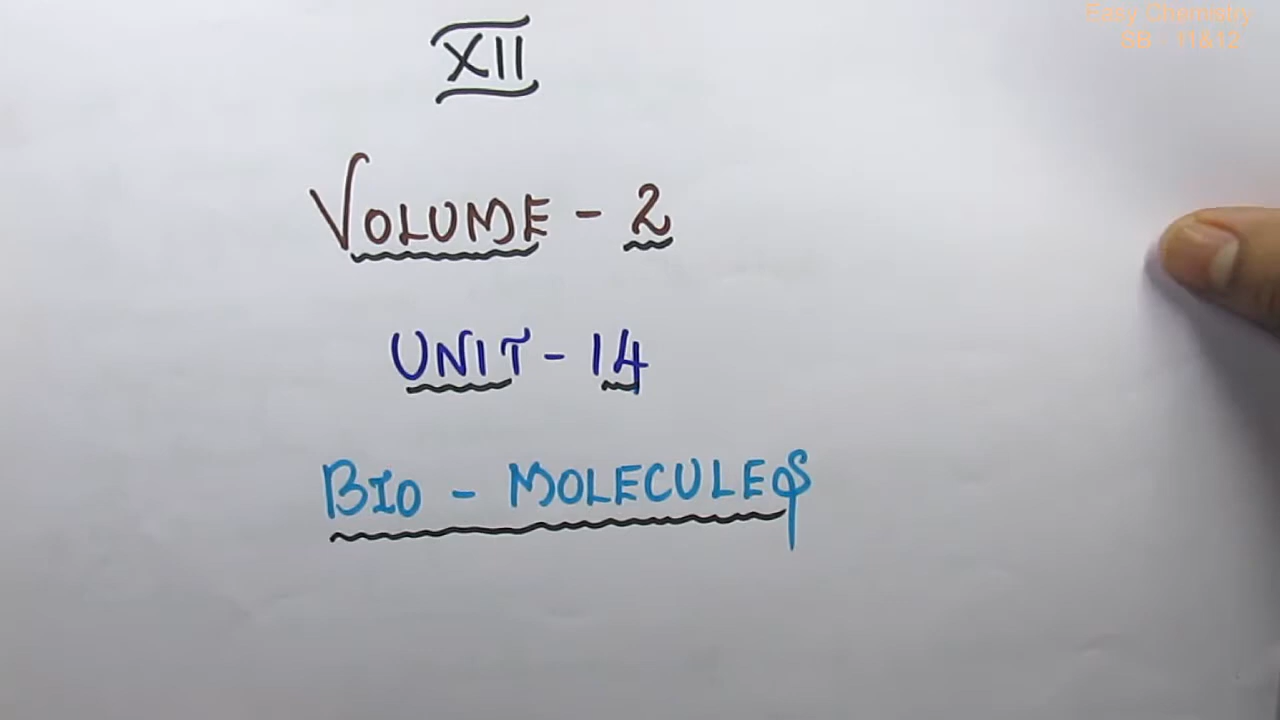 Easy Chemistry
SB - 11&12
XII
VOLUME - 2
UNIT - 14
BIO - MOLECULES